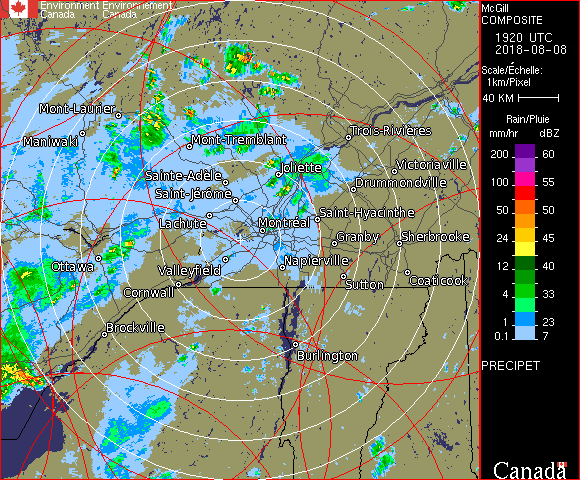 Environment Environnement
Canada Canada
Mont-Laurier
Maniwaki
Mont-Tremblant
Trois-Rivières
Joliette
Victoriaville
Sainte-Adèle
Drummondville
Saint-Jérôme
Saint-Hyacinthe
Lachute
Montréal
Granby
Sherbrooke
Ottawa
Valleyfield
Napierville
Coaticook
Sutton
Cornwall
Brockville
Burlington
McGill
COMPOSITE
1920 UTC
2018-08-08
Scale/Échelle:
1km/Pixel
40 KM
Rain/Pluie
mm/hr dBZ
200 60
100 55
50 50
24 45
12 40
4 33
1 23
0.1 7
PRECIPET
Canada